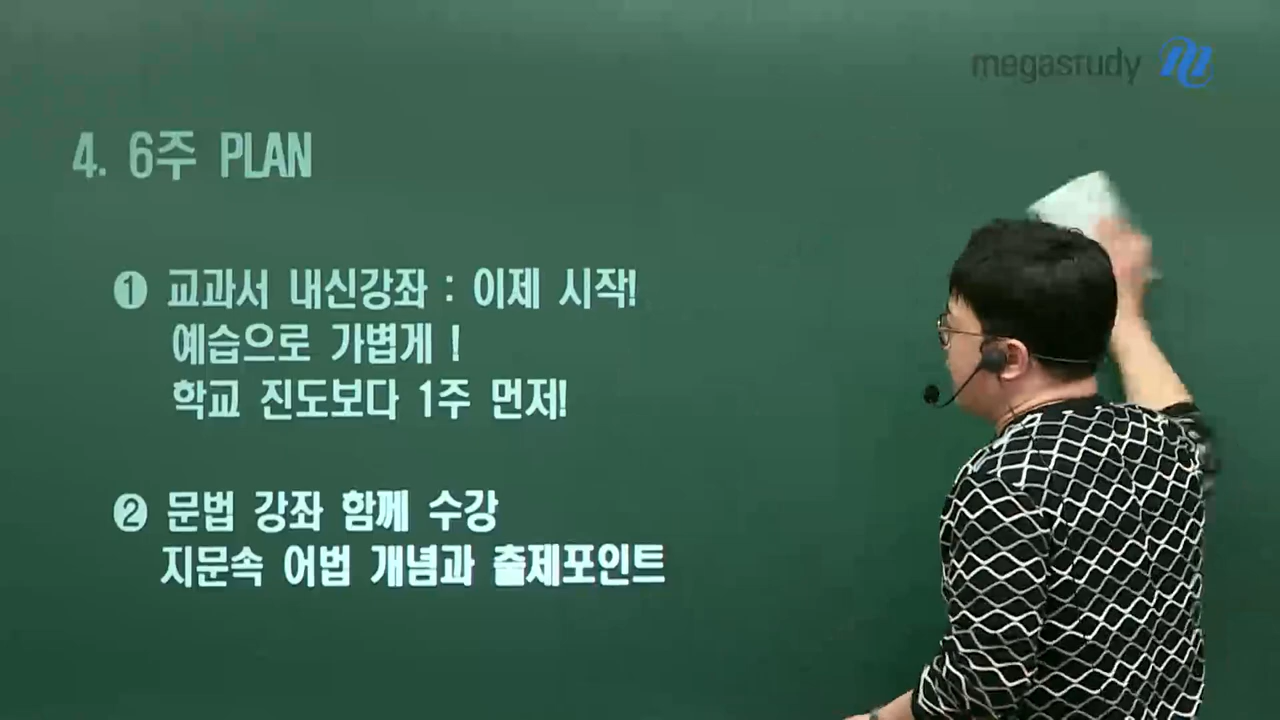 megastudy
4. 6주 PLAN
❶ 교과서 내신강좌 : 이제 시작!
예습으로 가볍게 !
학교 진도보다 1주 먼저!
❷ 문법 강좌 함께 수강
지문속 어법 개념과 출제포인트